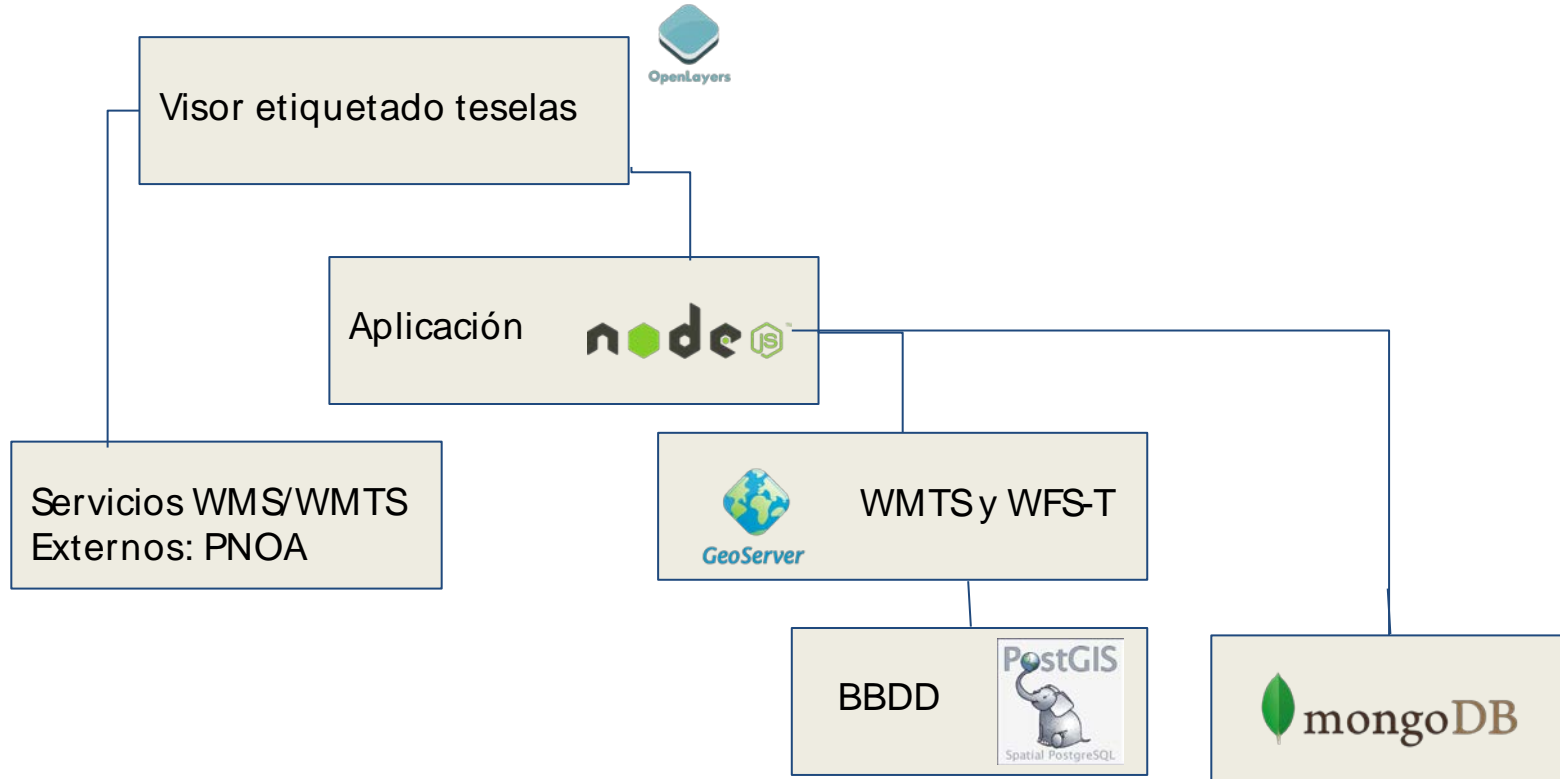 OpenLayers
Visor etiquetado teselas
Aplicación
node JS™
Servicios WMS/WMTS
Externos: PNOA
GeoServer
WMTS y WFS-T
BBDD
PostGIS
Spatial PostgreSQL
mongoDB